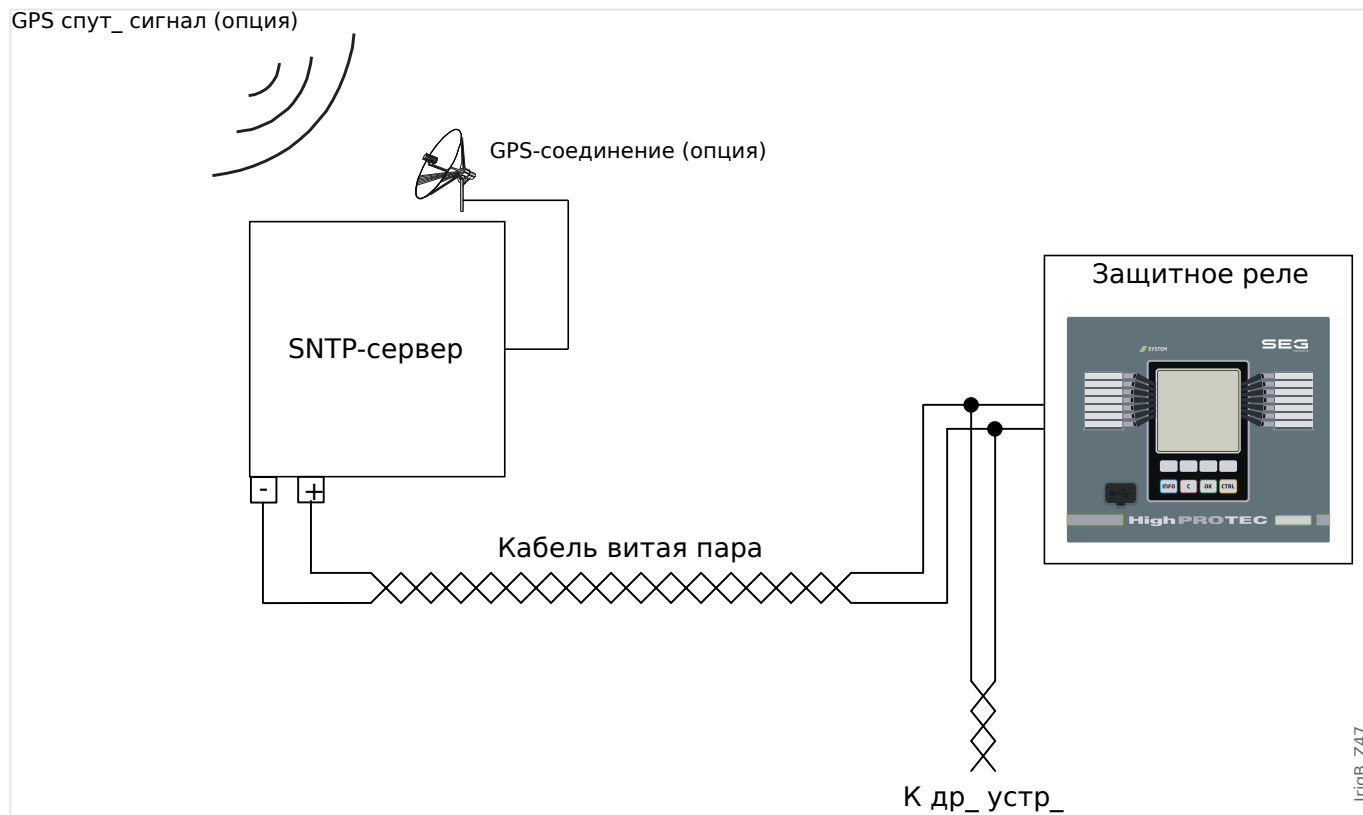 GPS спут_ сигнал (опция)
GPS-соединение (опция)
SNTP-сервер
- +
Кабель витая пара
Защитное реле
SYSTEM
SEG
INFO C OK CTRL
HighPROTEC
К др_ устр_
IrigB_Z47